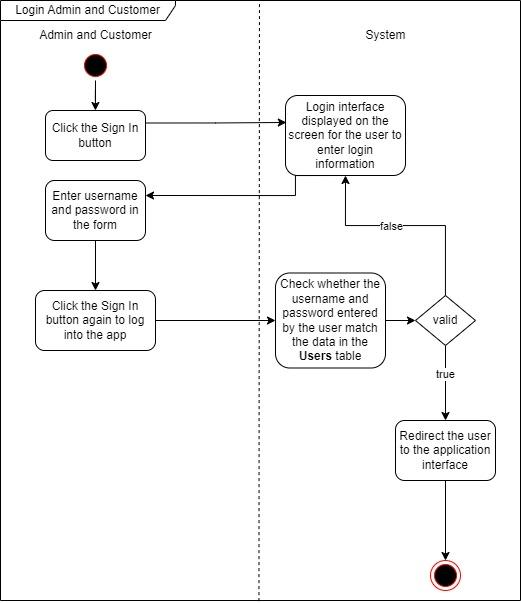 Login Admin and Customer
Admin and Customer
System
Click the Sign In
button
Login interface
displayed on the
screen for the user to
enter login
information
Enter username
and password in
the form
false
Click the Sign In
button again to log
into the app
Check whether the
username and
password entered
by the user match
the data in the
Users table
valid
true
Redirect the user
to the application
interface